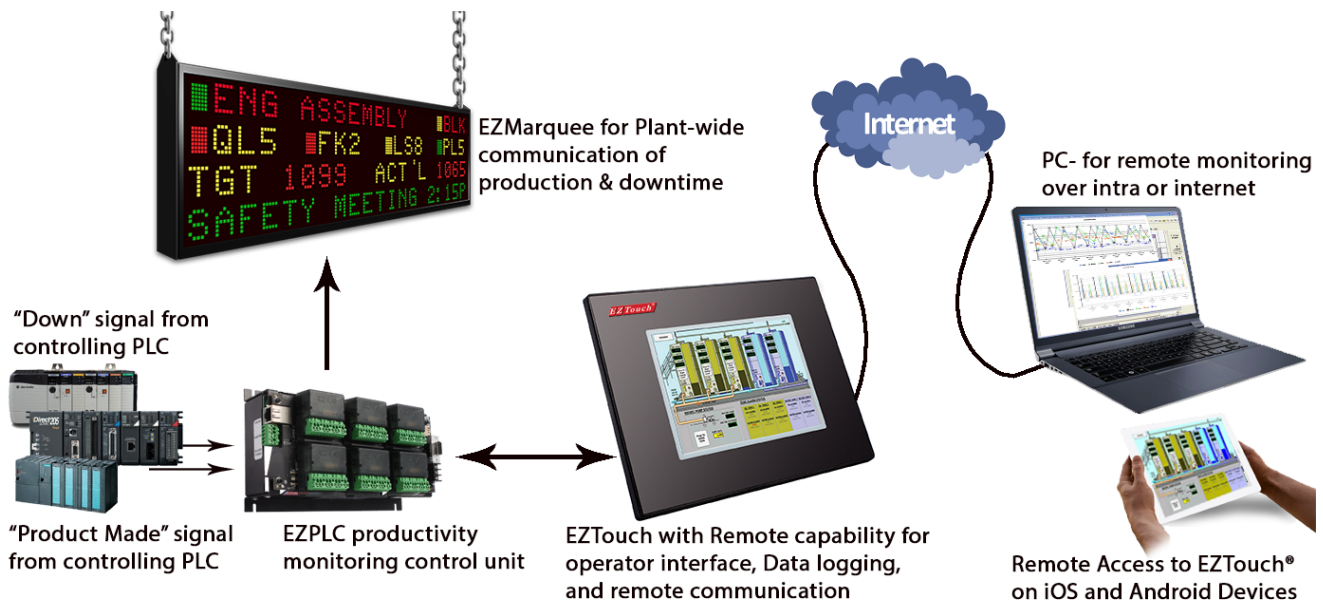 ENG ASSEMBLY BLK
QL5 FK2 LS8 PL5
TGT 1099 ACT'L 1065
SAFETY MEETING 2:15P
EZMarquee for Plant-wide
communication of
production & downtime
Internet
PC- for remote monitoring
over intra or internet
“Down” signal from
controlling PLC
Direct205
EZTouch
“Product Made” signal
from controlling PLC
EZPLC productivity
monitoring control unit
EZTouch with Remote capability for
operator interface, Data logging,
and remote communication
SAMSUNG
Remote Access to EZTouch®
on iOS and Android Devices